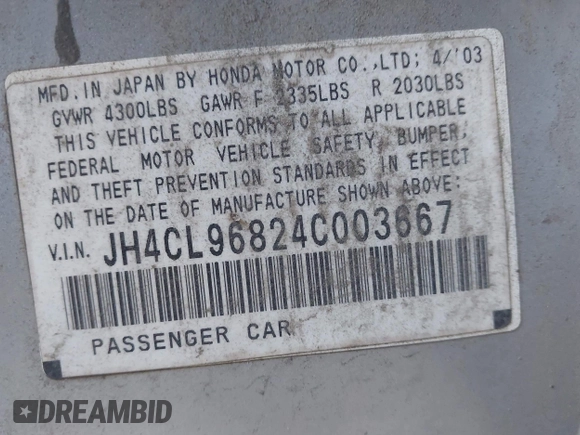 MFD. IN JAPAN BY HONDA MOTOR CO., LTD; 4/'03
GVWR 4300LBS GAWR F 2335LBS R 2030LBS
THIS VEHICLE CONFORMS TO ALL APPLICABLE
FEDERAL MOTOR VEHICLE SAFETY, BUMPER,
AND THEFT PREVENTION STANDARDS IN EFFECT
ON THE DATE OF MANUFACTURE SHOWN ABOVE:
V.I.N. JH4CL96824C003667
PASSENGER CAR
DREAMBID